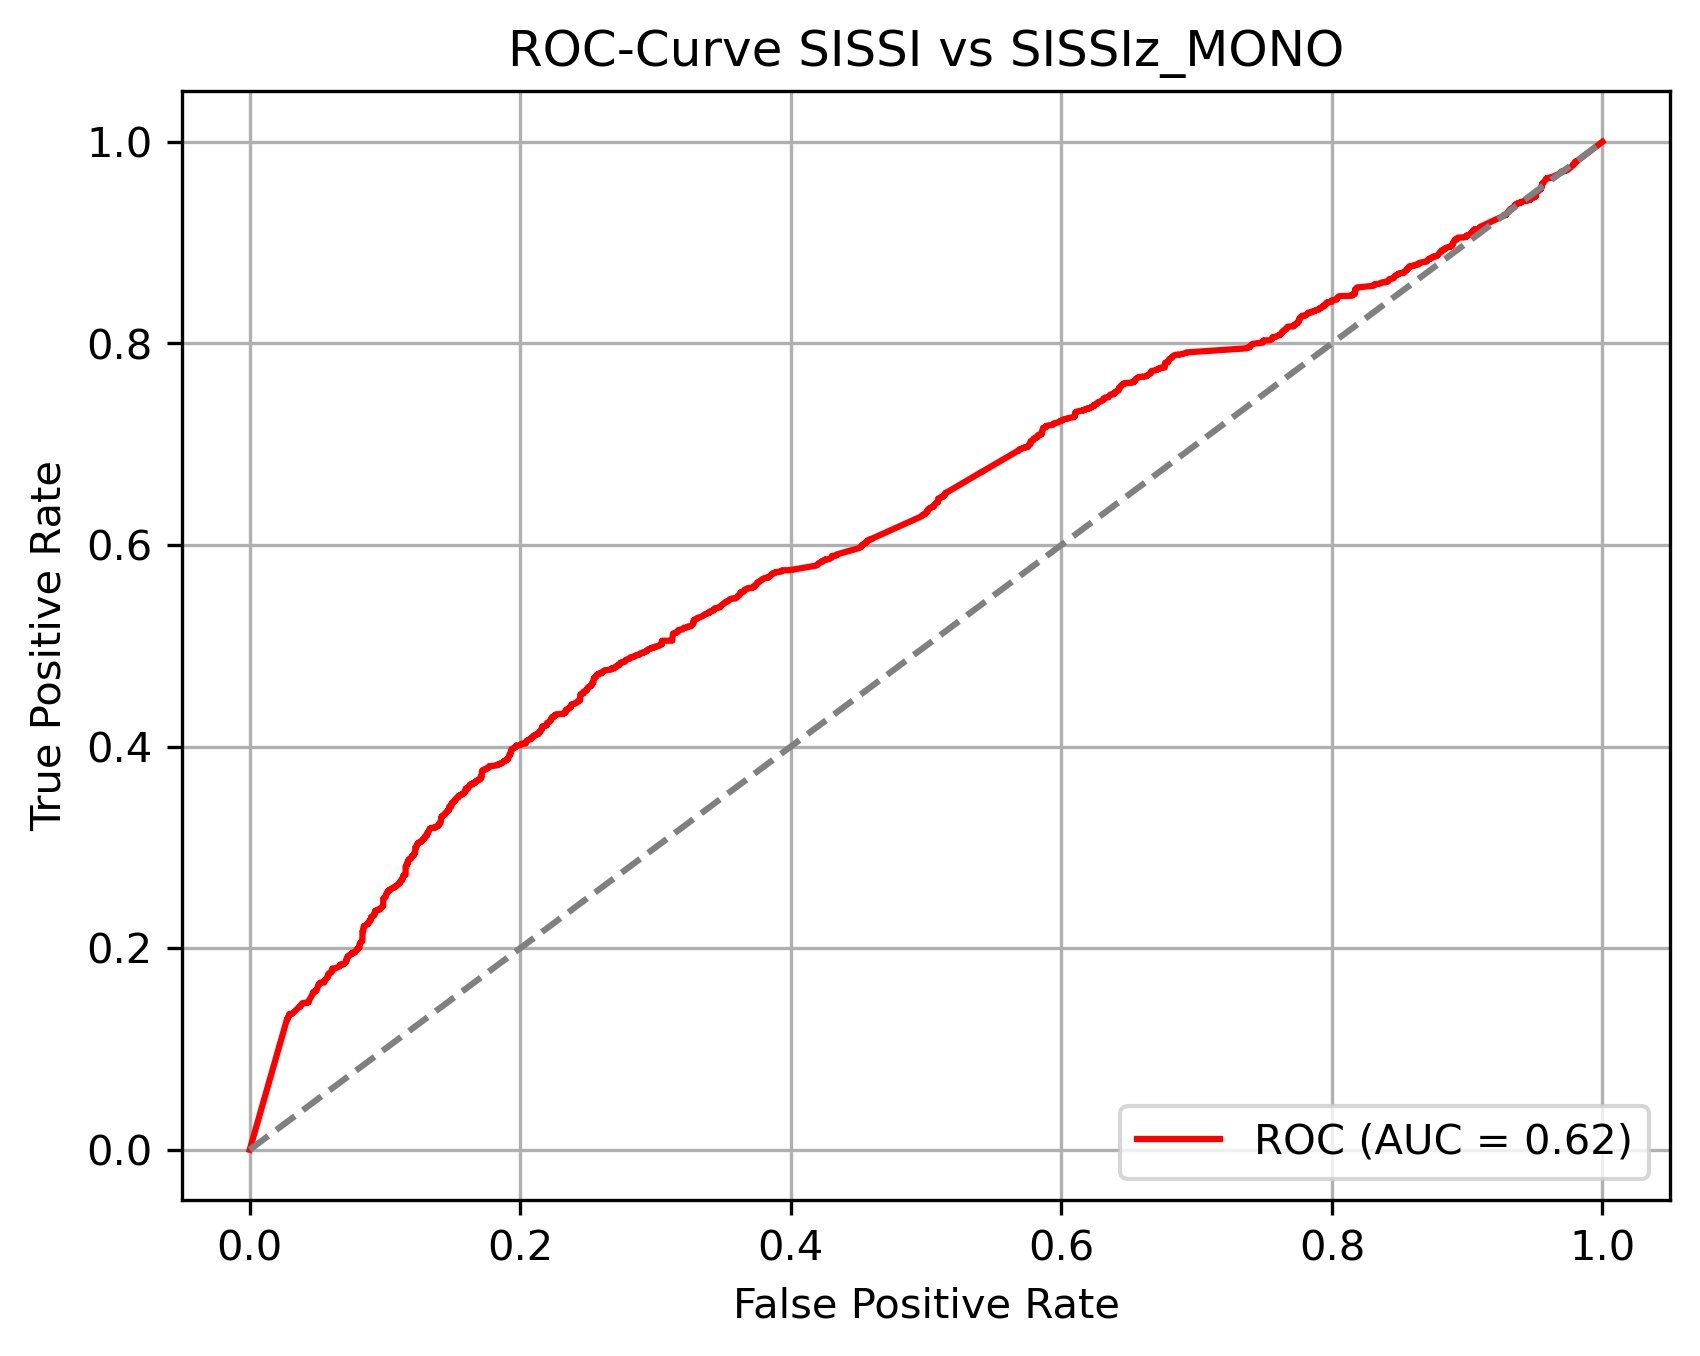 ROC-Curve SISSI vs SISSIz_MONO
1.0
0.8
0.6
0.4
0.2
0.0
True Positive Rate
ROC (AUC = 0.62)
0.0 0.2 0.4 0.6 0.8 1.0
False Positive Rate